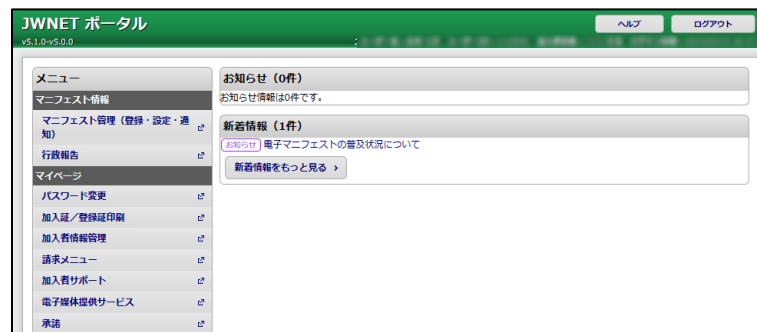 JWNET ポータル
ヘルプ
ログアウト
v5.1.0-v5.0.0
メニュー
マニフェスト情報
マニフェスト管理（登録・設定・通
知）
行政報告
マイページ
パスワード変更
加入証／登録証印刷
加入者情報管理
請求メニュー
加入者サポート
電子媒体提供サービス
承諾
お知らせ（0件）
お知らせ情報は0件です。
新着情報（1件）
お知らせ 電子マニフェストの普及状況について
新着情報をもっと見る ›